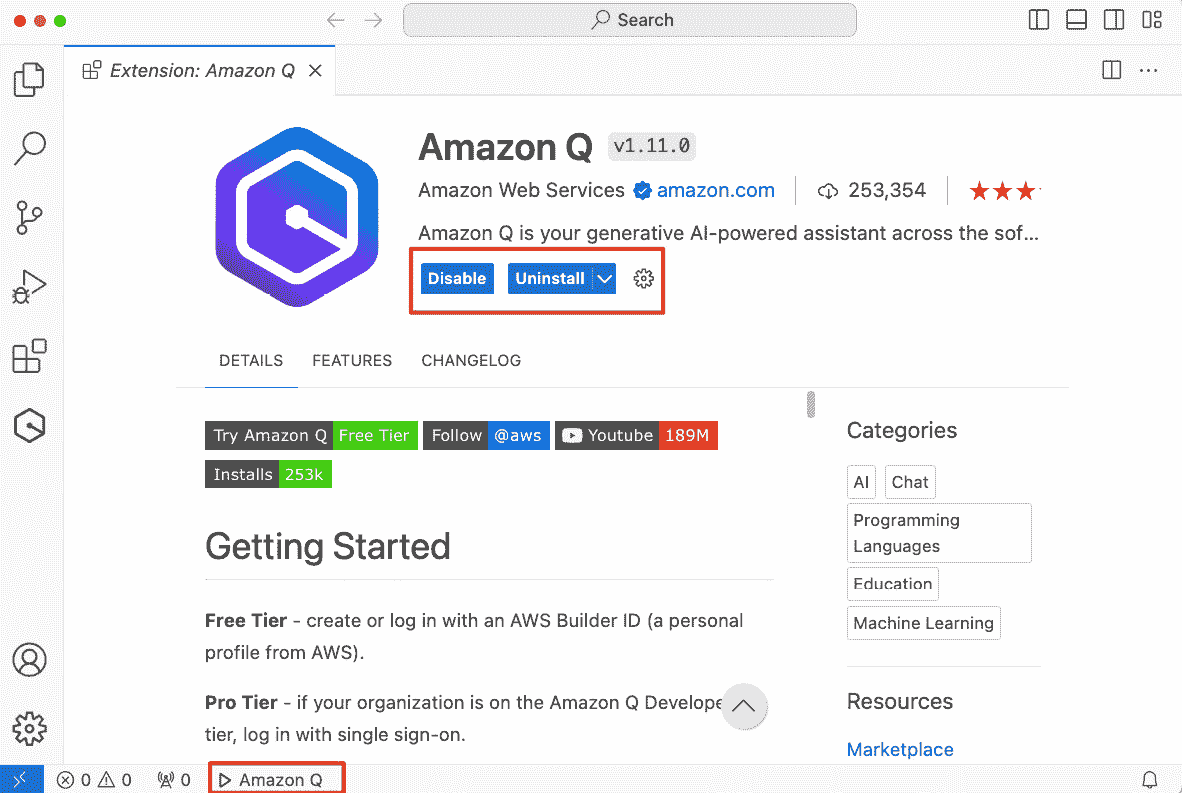 Search
Extension: Amazon Q
Amazon Q v1.11.0
Amazon Web Services amazon.com 253,354
Amazon Q is your generative AI-powered assistant across the sof...
Disable Uninstall
DETAILS FEATURES CHANGELOG
Try Amazon Q Free Tier Follow @aws Youtube 189M
Installs 253k
Getting Started
Free Tier - create or log in with an AWS Builder ID (a personal
profile from AWS).
Pro Tier - if your organization is on the Amazon Q Develope
tier, log in with single sign-on.
Categories
AI Chat
Programming
Languages
Education
Machine Learning
Resources
Marketplace
0 0 0 Amazon Q